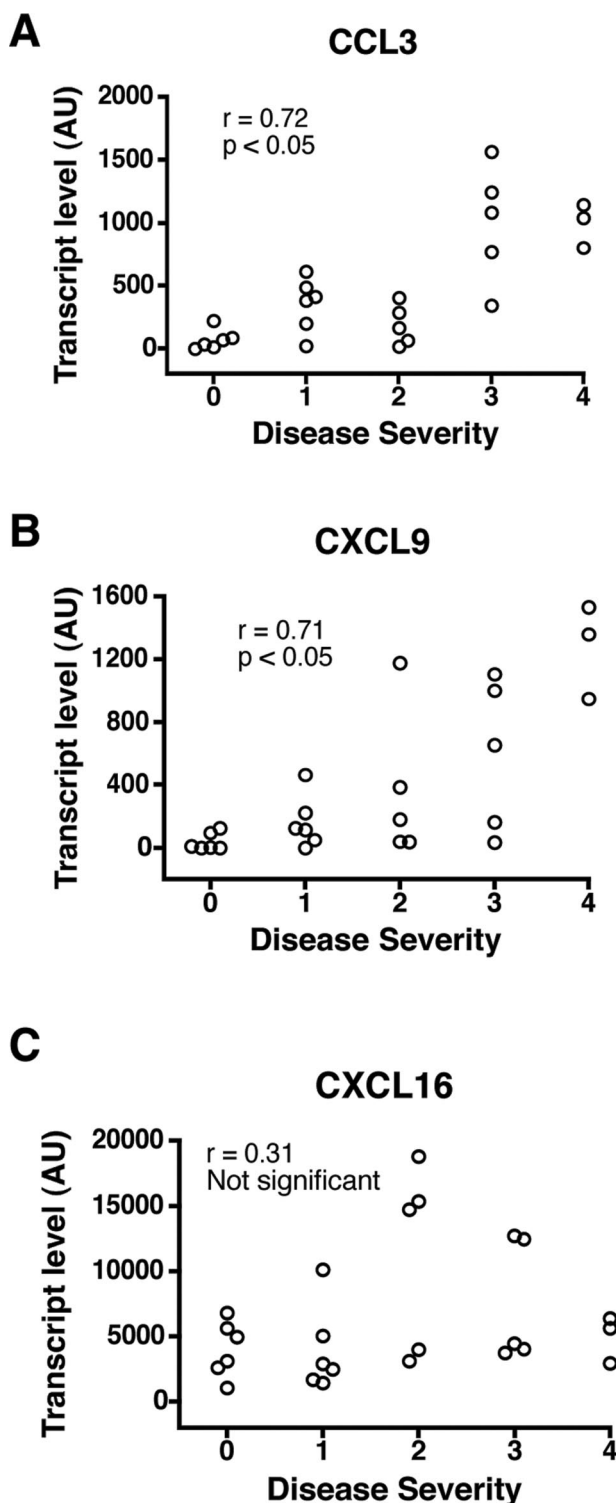 A
CCL3
Transcript level (AU)
2000
1500
1000
500
0
r = 0.72
p < 0.05
0 1 2 3 4
Disease Severity
B
CXCL9
Transcript level (AU)
1600
1200
800
400
0
r = 0.71
p < 0.05
0 1 2 3 4
Disease Severity
C
CXCL16
Transcript level (AU)
20000
15000
10000
5000
0
r = 0.31
Not significant
0 1 2 3 4
Disease Severity